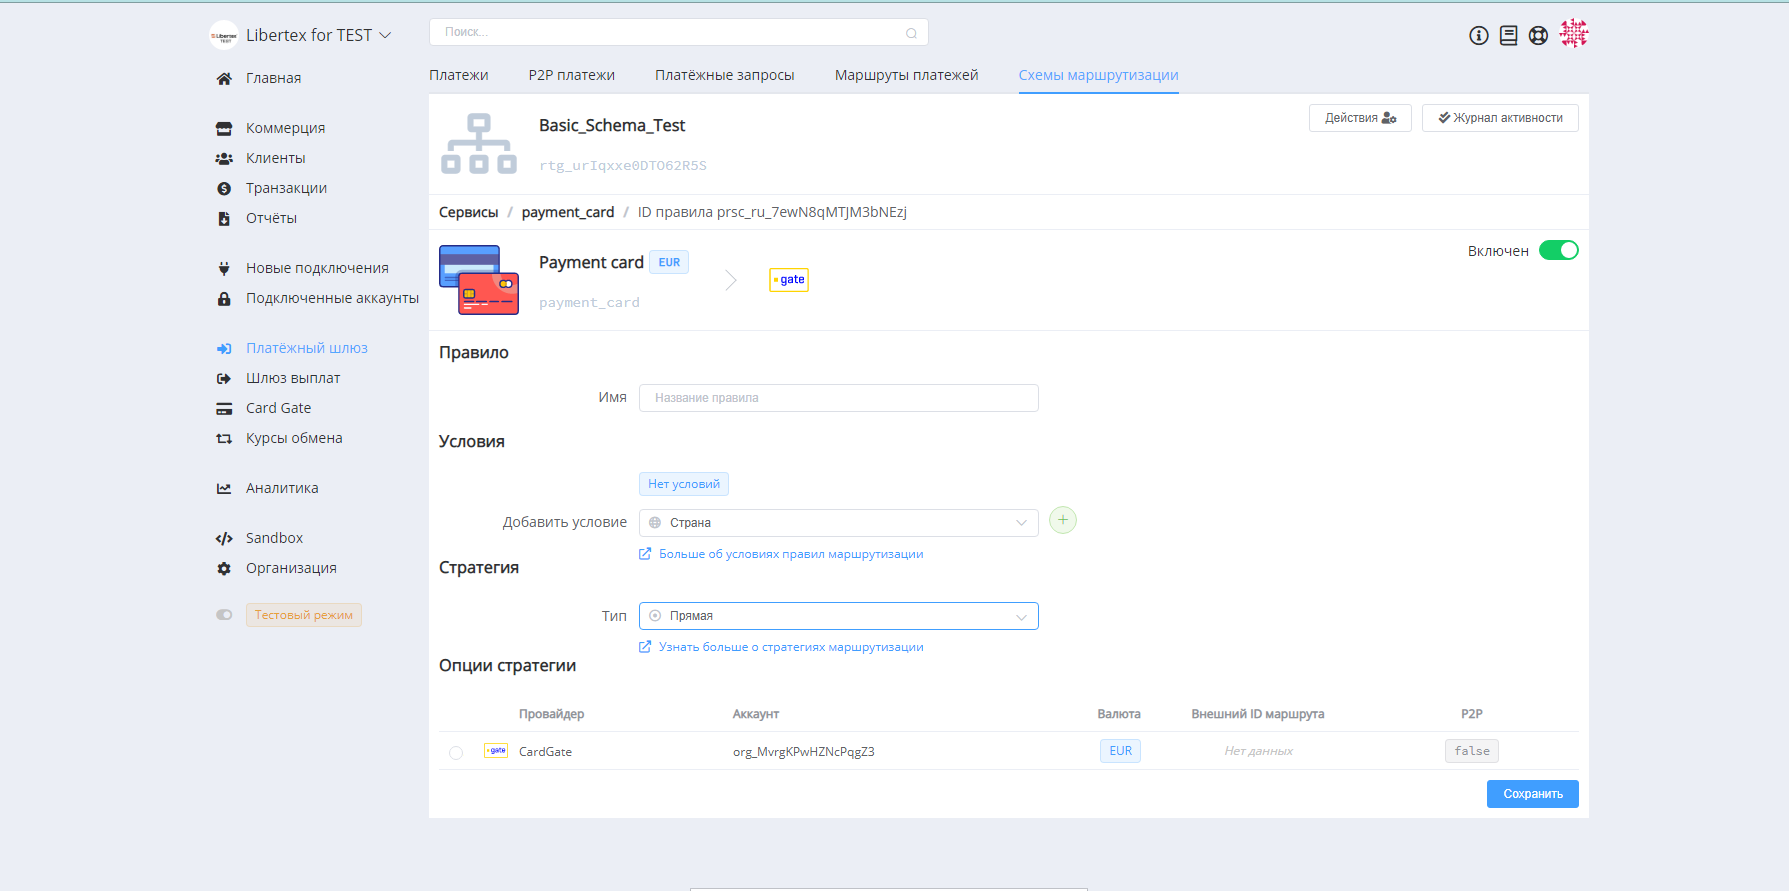 Libertex TEST
Libertex for TEST
Поиск...
Главная
Коммерция
Клиенты
Транзакции
Отчёты
Новые подключения
Подключенные аккаунты
Платёжный шлюз
Шлюз выплат
Card Gate
Курсы обмена
Аналитика
Sandbox
Организация
Тестовый режим
Платежи P2P платежи Платёжные запросы Маршруты платежей Схемы маршрутизации
Basic_Schema_Test
rtg_urIqxxe0DTO62R5S
Действия
Журнал активности
Сервисы / payment_card / ID правила prsc_ru_7ewN8qMTJM3bNEzj
Payment card EUR
payment_card
gate
Включен
Правило
Имя Название правила
Условия
Нет условий
Добавить условие Страна
Больше об условиях правил маршрутизации
Стратегия
Тип Прямая
Узнать больше о стратегиях маршрутизации
Опции стратегии
Провайдер Аккаунт Валюта Внешний ID маршрута P2P
gate CardGate org_MvrgKPwHZNcPqgZ3 EUR Нет данных false
Сохранить